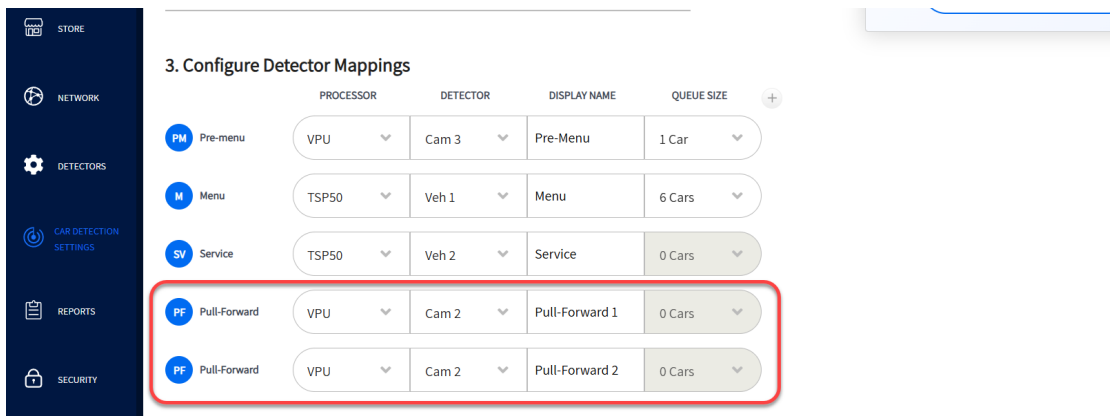 STORE
NETWORK
DETECTORS
CAR DETECTION
SETTINGS
REPORTS
SECURITY
3. Configure Detector Mappings
PROCESSOR DETECTOR DISPLAY NAME QUEUE SIZE +
PM Pre-menu VPU Cam 3 Pre-Menu 1 Car
M Menu TSP50 Veh 1 Menu 6 Cars
SV Service TSP50 Veh 2 Service 0 Cars
PF Pull-Forward VPU Cam 2 Pull-Forward 1 0 Cars
PF Pull-Forward VPU Cam 2 Pull-Forward 2 0 Cars